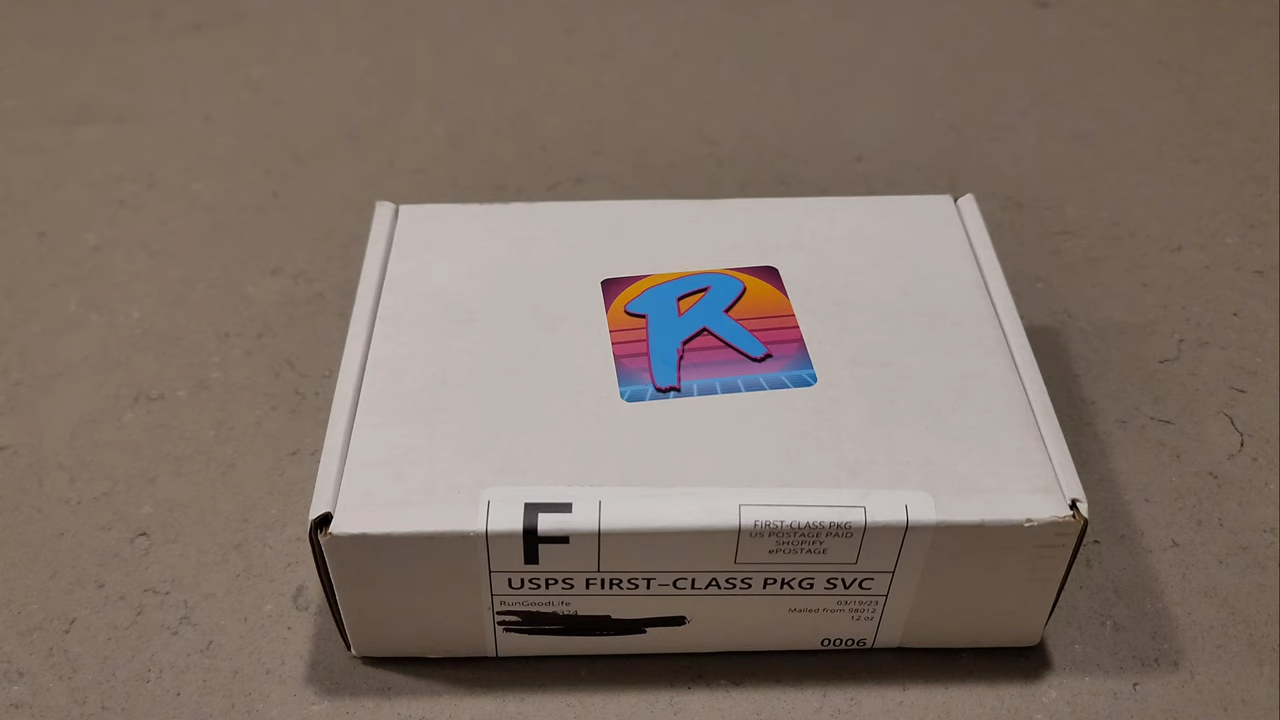 R
F
FIRST-CLASS PKG
US POSTAGE PAID
SHOPIFY
ePOSTAGE
USPS FIRST-CLASS PKG SVC
RunGoodLife
03/19/23
Mailed from 98012
12 oz
0006